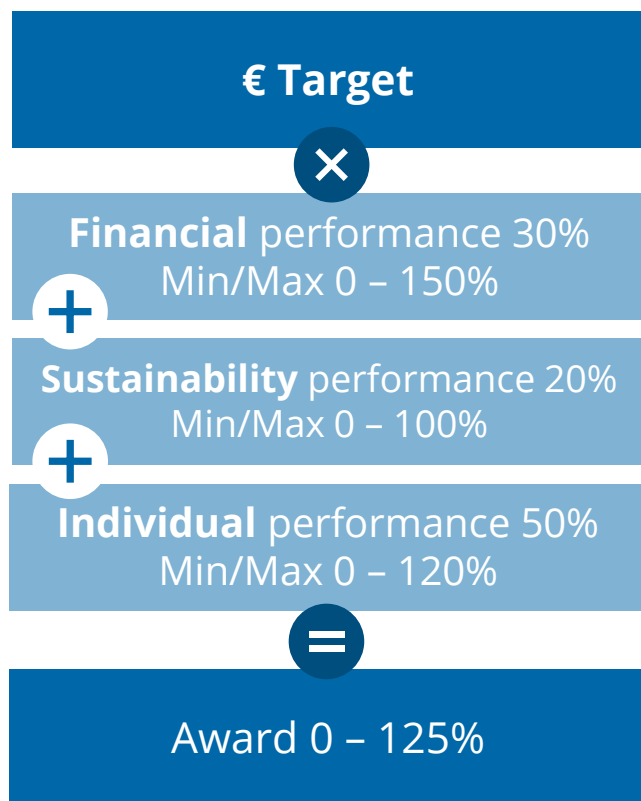 € Target
×
Financial performance 30%
Min/Max 0 – 150%
+
Sustainability performance 20%
Min/Max 0 – 100%
+
Individual performance 50%
Min/Max 0 – 120%
=
Award 0 – 125%